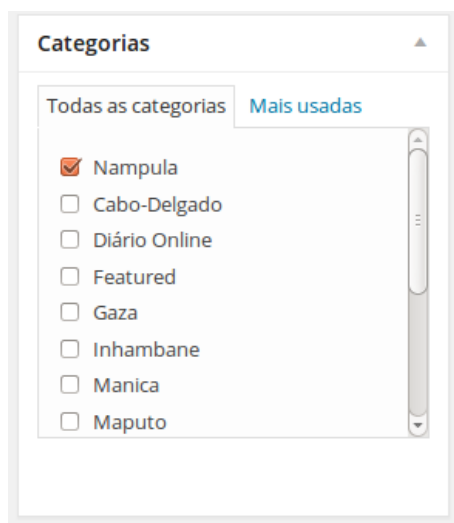 Categorias
Todas as categorias Mais usadas
Nampula
Cabo-Delgado
Diário Online
Featured
Gaza
Inhambane
Manica
Maputo